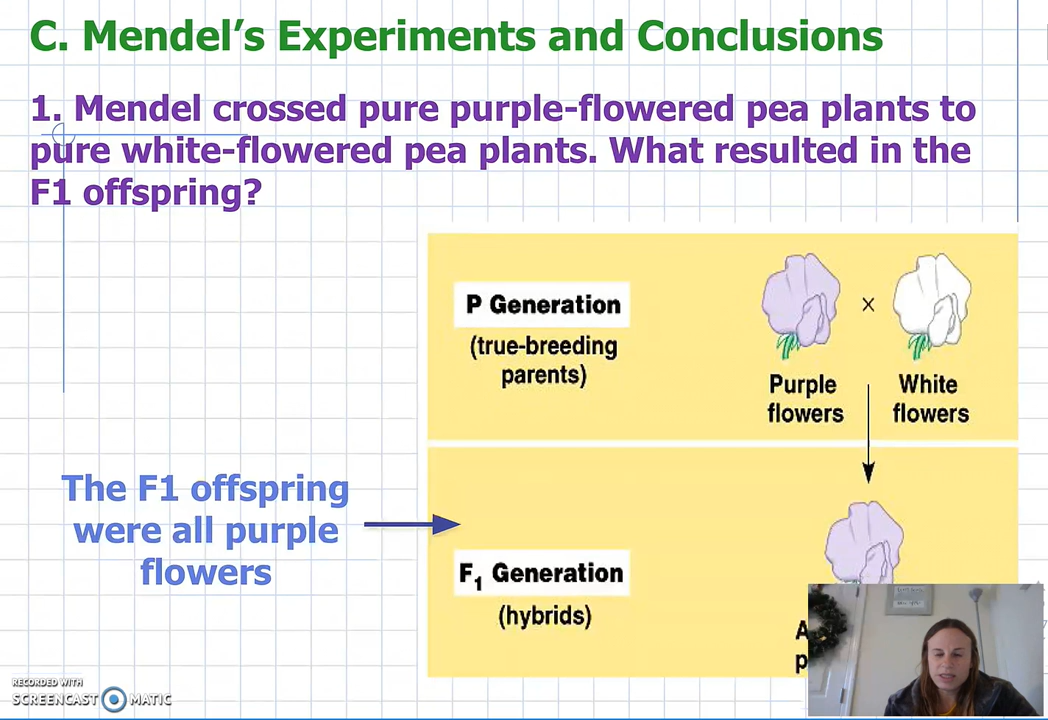 C. Mendel's Experiments and Conclusions
1. Mendel crossed pure purple-flowered pea plants to
pure white-flowered pea plants. What resulted in the
F1 offspring?
P Generation
(true-breeding
parents)
x
Purple
flowers
White
flowers
The F1 offspring
were all purple
flowers
F1 Generation
(hybrids)
RECORDED WITH
SCREENCAST MATIC